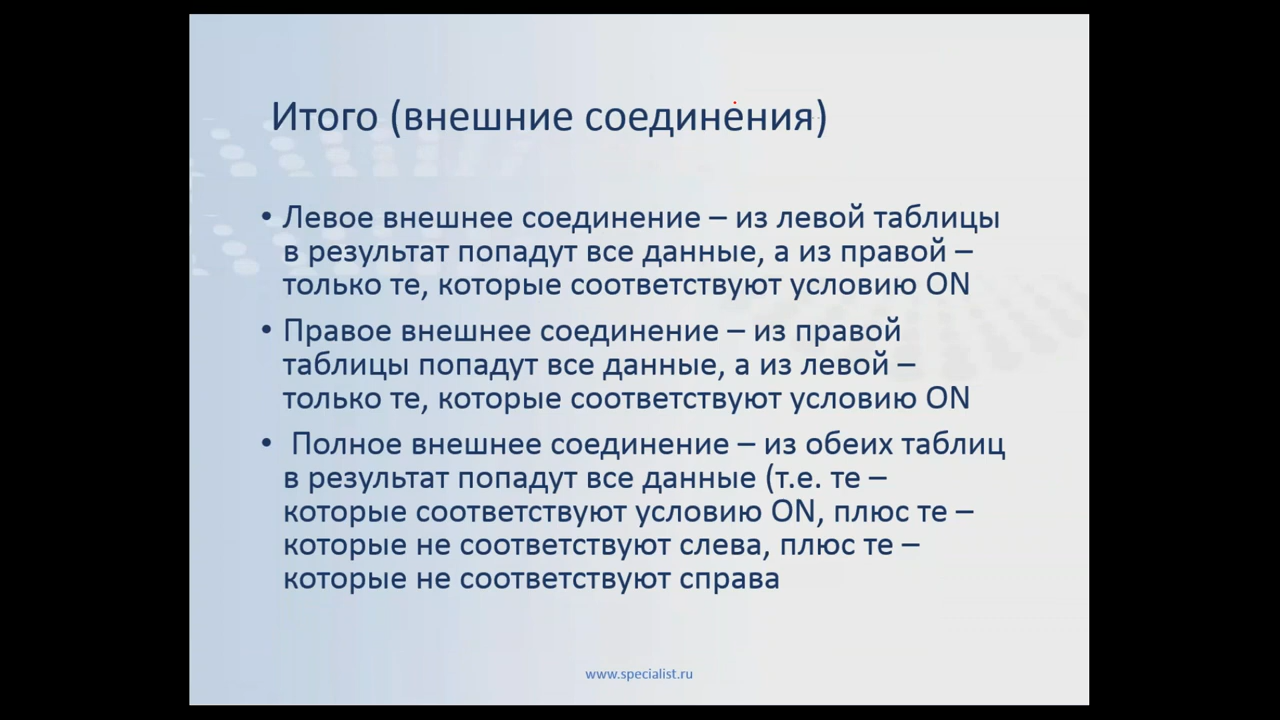 Итого (внешние соединения)
• Левое внешнее соединение – из левой таблицы
в результат попадут все данные, а из правой –
только те, которые соответствуют условию ON
• Правое внешнее соединение – из правой
таблицы попадут все данные, а из левой –
только те, которые соответствуют условию ON
• Полное внешнее соединение – из обеих таблиц
в результат попадут все данные (т.е. те –
которые соответствуют условию ON, плюс те –
которые не соответствуют слева, плюс те –
которые не соответствуют справа
www.specialist.ru